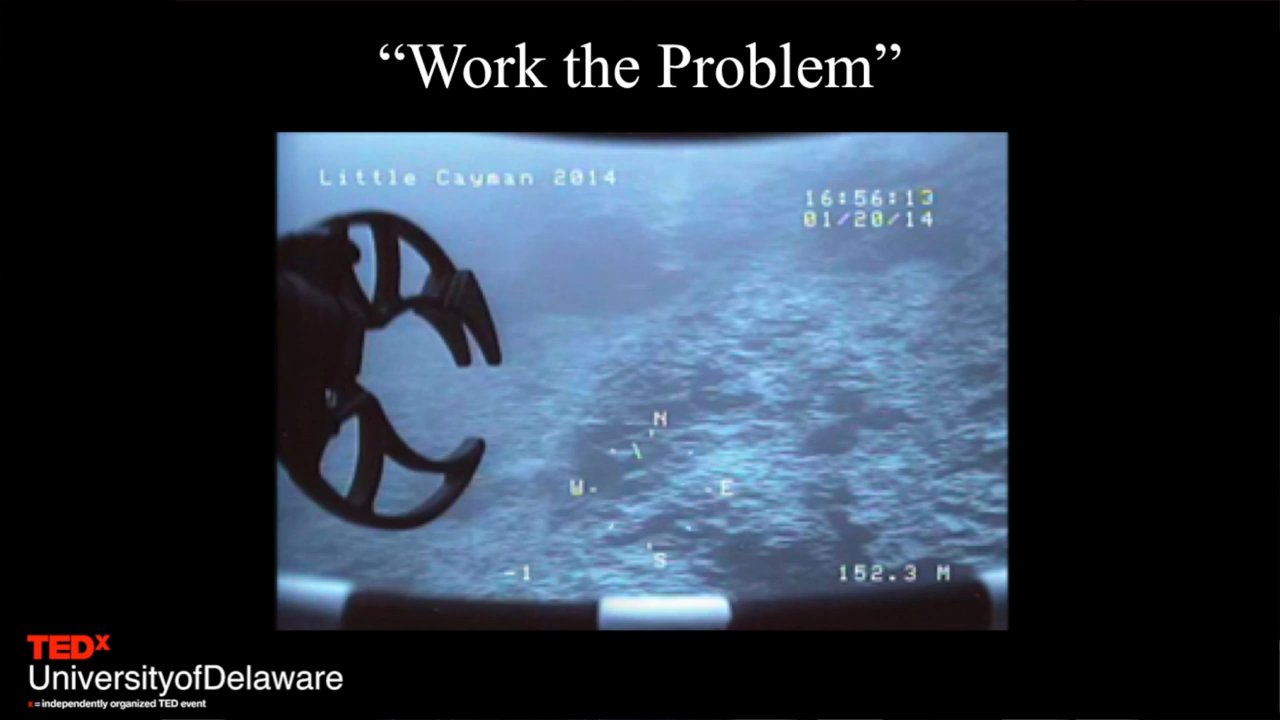 “Work the Problem”
Little Cayman 2014
16:56:13
01/20/14
N
W
E
S
-1
152.3 M
TEDx
UniversityofDelaware
x = independently organized TED event